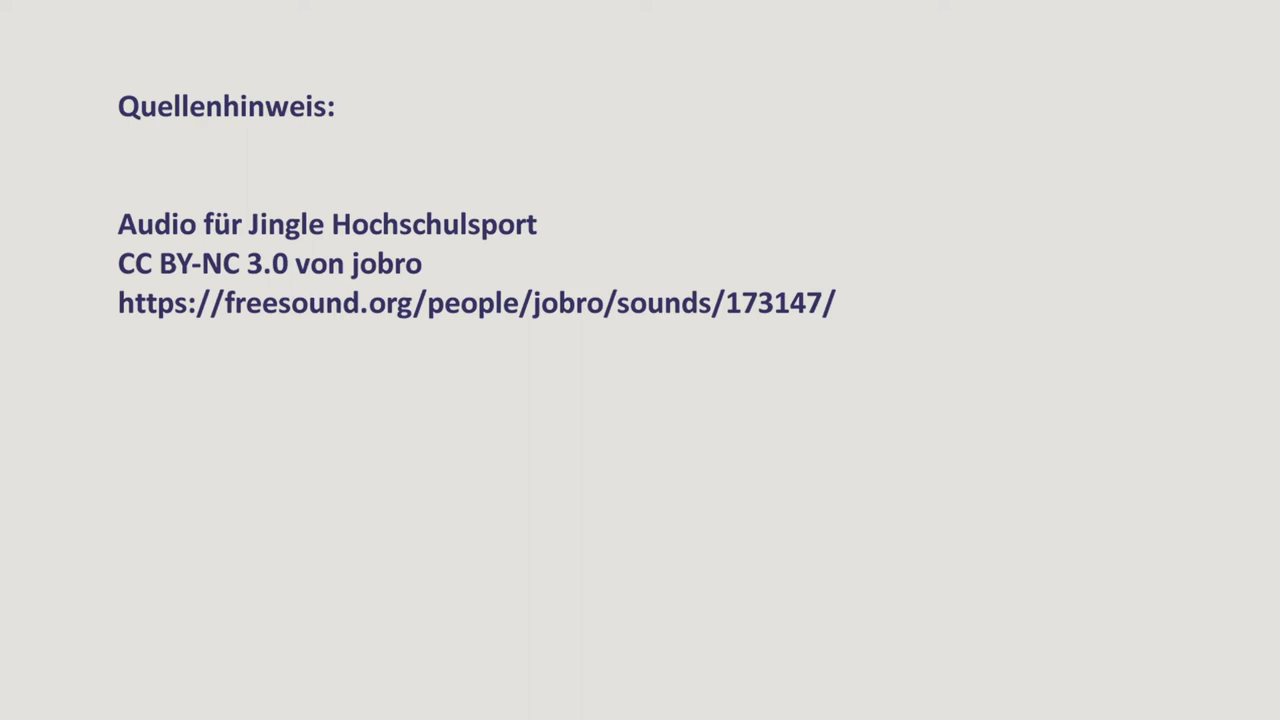 Quellenhinweis:
Audio für Jingle Hochschulsport
CC BY-NC 3.0 von jobro
https://freesound.org/people/jobro/sounds/173147/